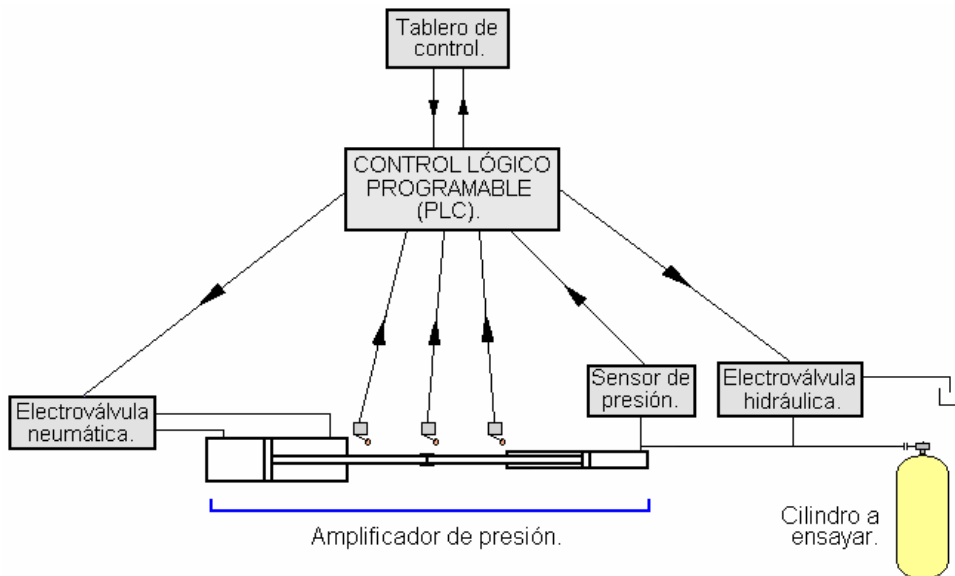 Tablero de
control.
CONTROL LÓGICO
PROGRAMABLE
(PLC).
Sensor de
presión.
Electroválvula
hidráulica.
Electroválvula
neumática.
Amplificador de presión.
Cilindro a
ensayar.